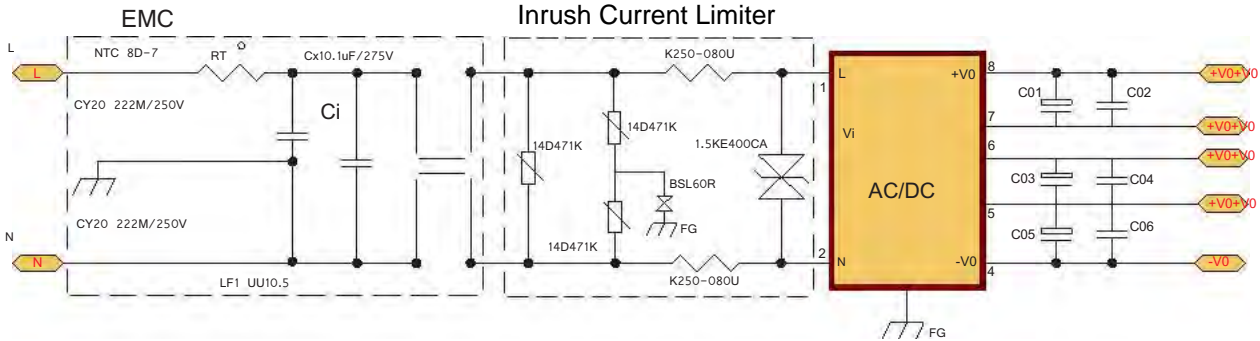 EMC
Inrush Current Limiter
L
NTC 8D-7
RT
Cx10.1uF/275V
K250-080U
L
L
+V0
8
+V0+V0
1
CY20 222M/250V
Ci
C01
C02
14D471K
7
+V0+V0
Vi
14D471K
1.5KE400CA
6
+V0+V0
BSL60R
AC/DC
C03
C04
FG
5
+V0+V0
CY20 222M/250V
C05
C06
N
14D471K
2
N
N
-V0
4
-V0
LF1 UU10.5
K250-080U
FG